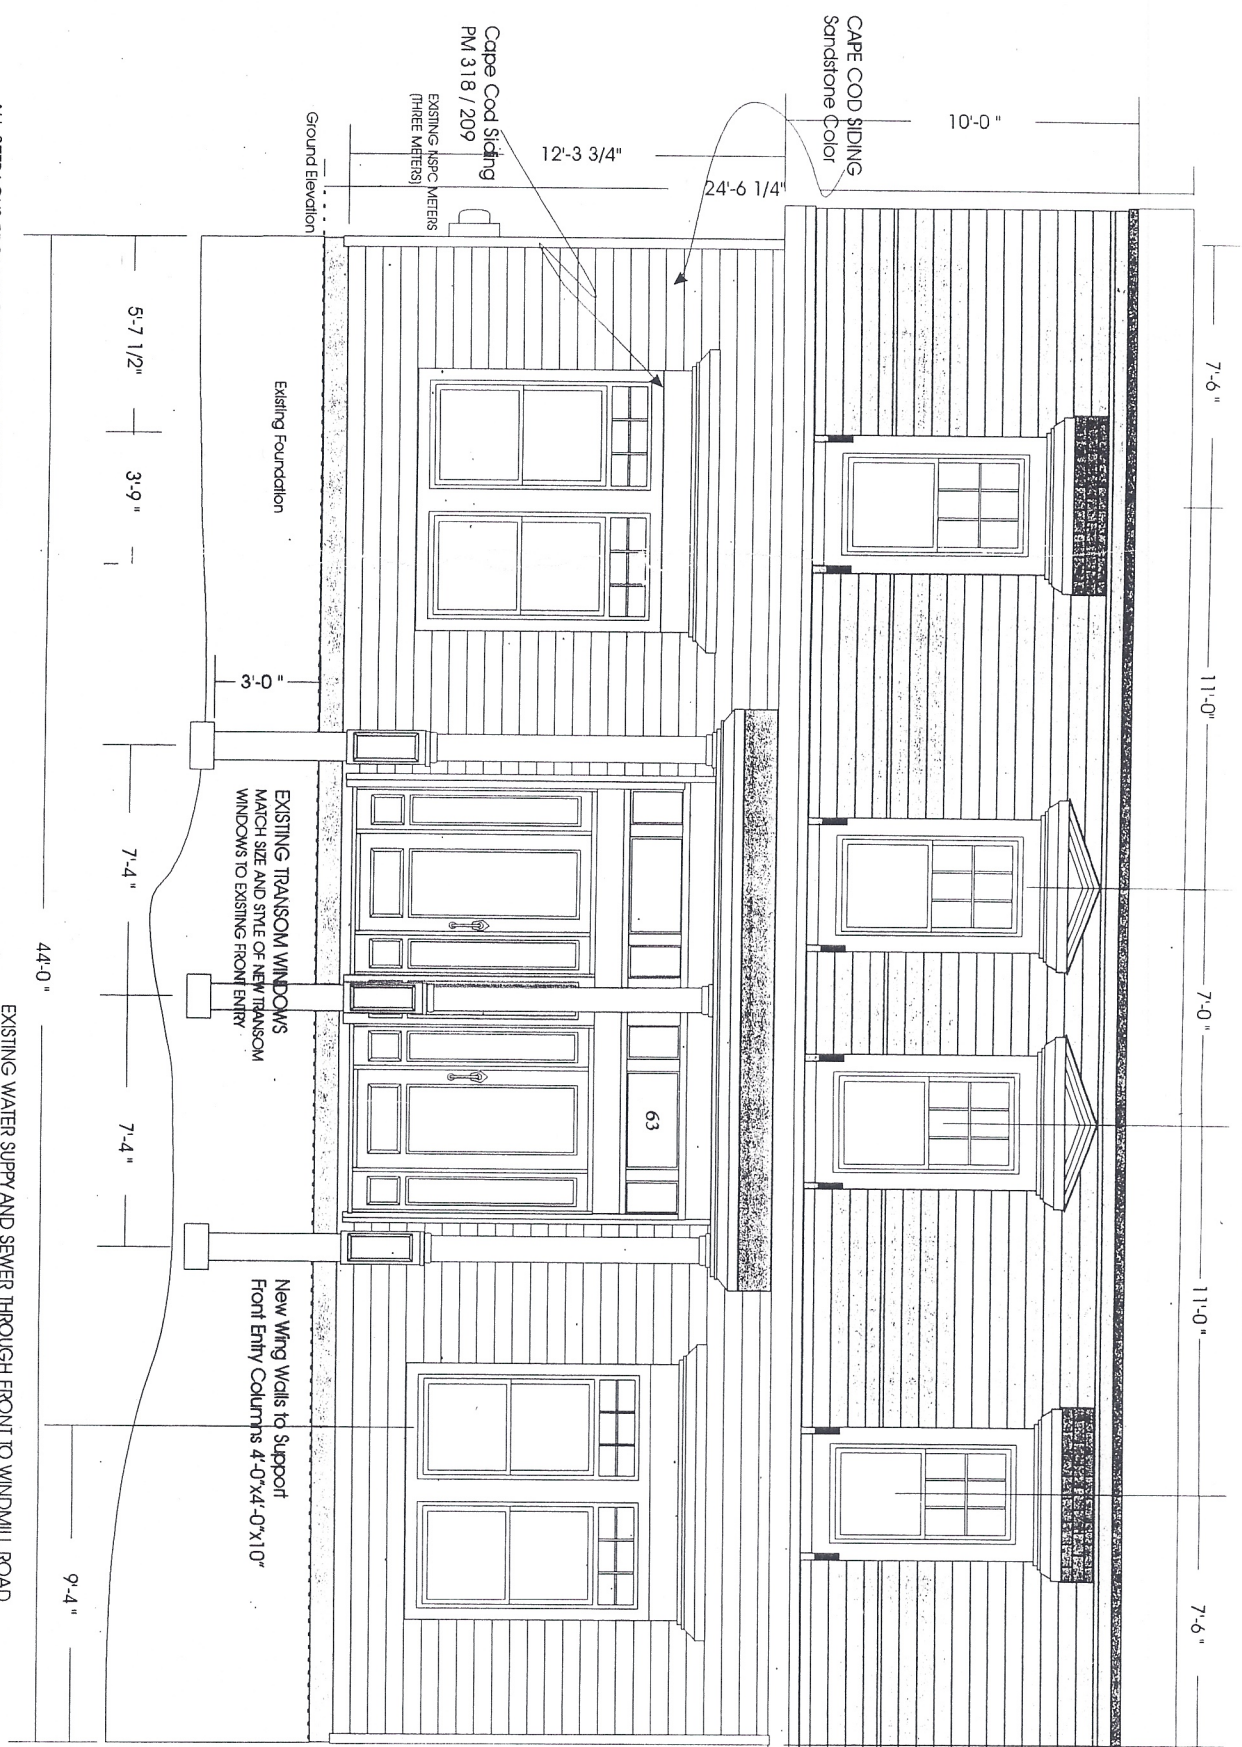 7'-6 "
11'-0"
7'-0 "
11'-0 "
7'-6 "
CAPE COD SIDING
Sandstone Color
10'-0 "
24'-6 1/4"
12'-3 3/4"
Cape Cod Siding
PM 318 / 209
EXISTING NSPC METERS
(THREE METERS)
63
Ground Elevation
Existing Foundation
3'-0 "
EXISTING TRANSOM WINDOWS
MATCH SIZE AND STYLE OF NEW TRANSOM
WINDOWS TO EXISTING FRONT ENTRY
New Wing Walls to Support
Front Entry Columns 4'-0"x4'-0"x10"
5'-7 1/2"
3'-9 "
7'-4 "
7'-4 "
9'-4 "
44'-0 "
EXISTING WATER SUPPY AND SEWER THROUGH FRONT TO WINDMILL ROAD